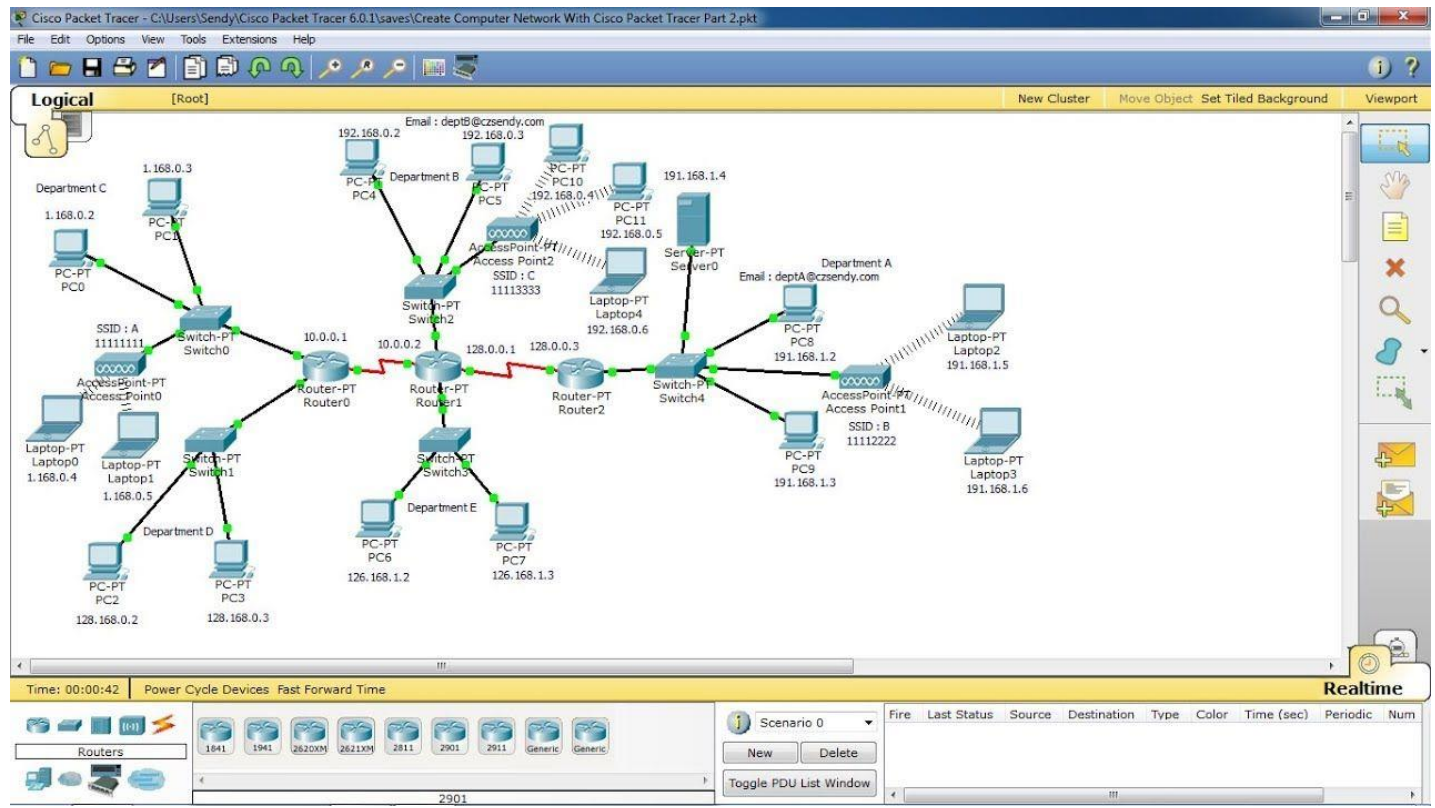 Cisco Packet Tracer - C:\Users\Sendy\Cisco Packet Tracer 6.0.1\saves\Create Computer Network With Cisco Packet Tracer Part 2.pkt
File Edit Options View Tools Extensions Help
Logical [Root] New Cluster Move Object Set Tiled Background Viewport
Department C
1.168.0.3
PC-PT
PC1
1.168.0.2
PC-PT
PC0
Switch-PT
Switch0
SSID : A
11111111
AccessPoint-PT
Access Point0
Laptop-PT
Laptop0
1.168.0.4
Laptop-PT
Laptop1
1.168.0.5
10.0.0.1
Router-PT
Router0
Switch-PT
Switch1
Department D
PC-PT
PC2
128.168.0.2
PC-PT
PC3
128.168.0.3
Email : deptB@czsendy.com
192.168.0.2
192.168.0.3
PC-PT
PC4
Department B
PC-PT
PC5
PC-PT
PC10
192.168.0.4
PC-PT
PC11
192.168.0.5
AccessPoint-PT
Access Point2
SSID : C
11113333
Laptop-PT
Laptop4
192.168.0.6
Switch-PT
Switch2
10.0.0.2
Router-PT
Router1
128.0.0.1
128.0.0.3
Router-PT
Router2
Switch-PT
Switch3
Department E
PC-PT
PC6
126.168.1.2
PC-PT
PC7
126.168.1.3
191.168.1.4
Server-PT
Server0
Department A
Email : deptA@czsendy.com
PC-PT
PC8
191.168.1.2
Switch-PT
Switch4
PC-PT
PC9
191.168.1.3
AccessPoint-PT
Access Point1
SSID : B
11112222
Laptop-PT
Laptop2
191.168.1.5
Laptop-PT
Laptop3
191.168.1.6
Time: 00:00:42 Power Cycle Devices Fast Forward Time Realtime
Routers
1841 1941 2620XM 2621XM 2811 2901 2911 Generic Generic
2901
Scenario 0
New Delete
Toggle PDU List Window
Fire Last Status Source Destination Type Color Time (sec) Periodic Num